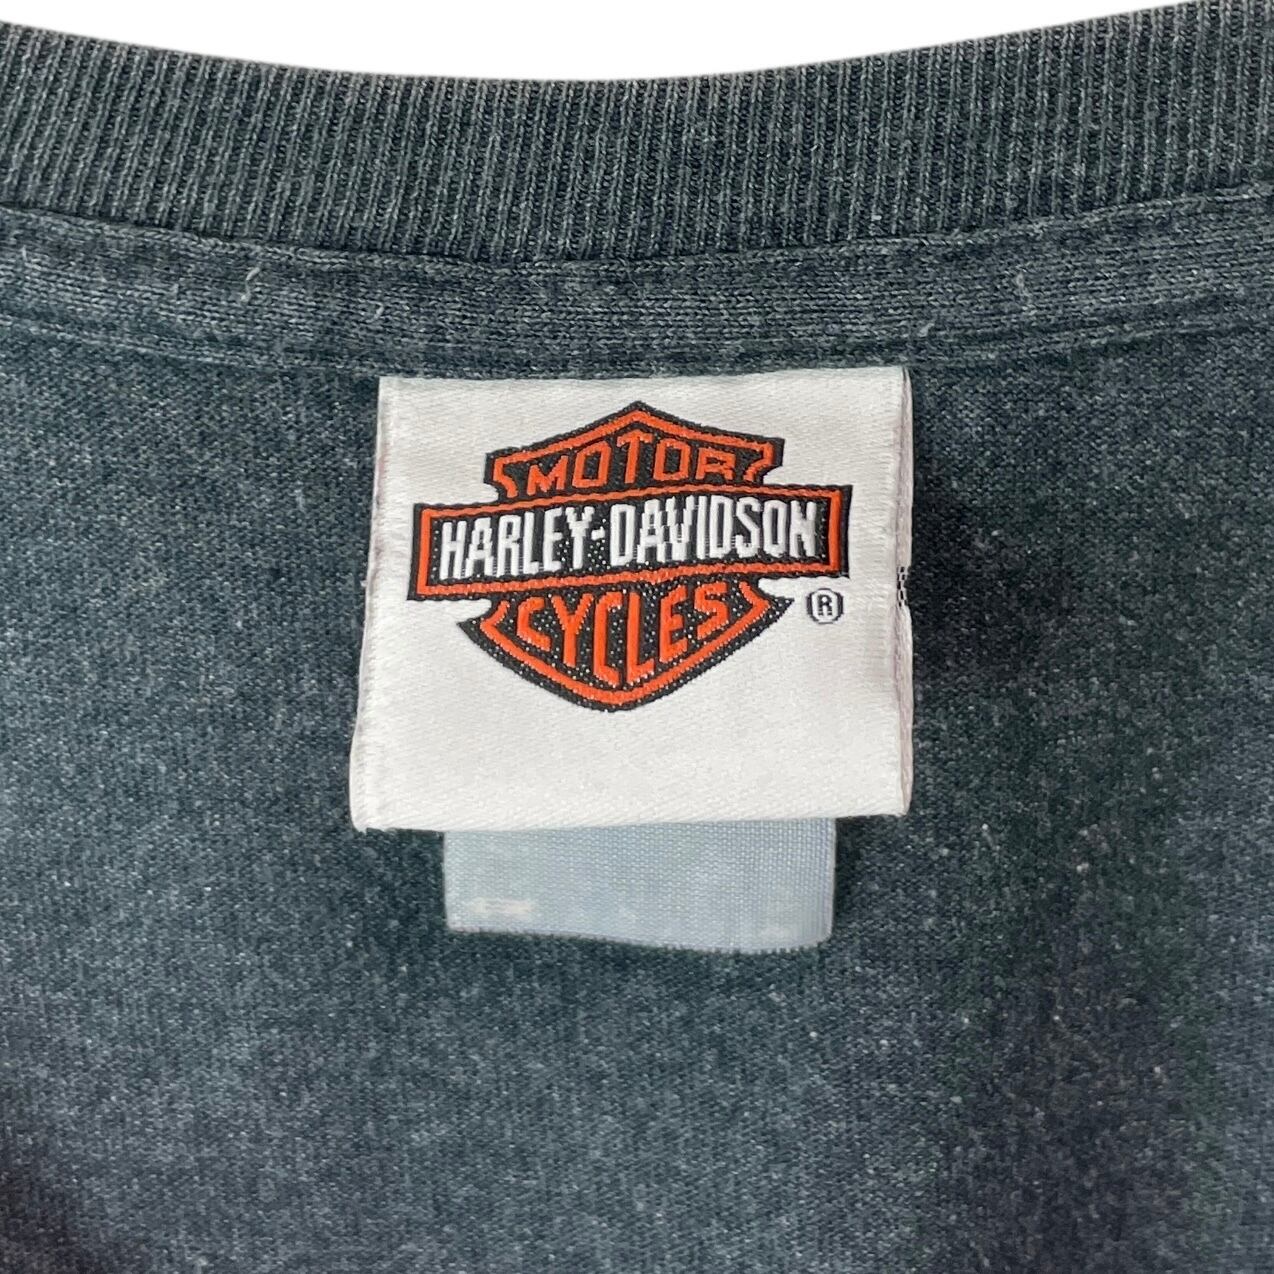 MOTOR
HARLEY-DAVIDSON
CYCLES
®